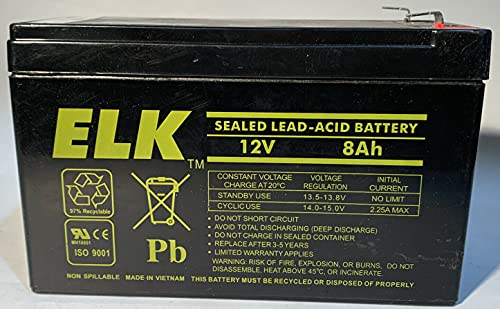 ELK™
SEALED LEAD-ACID BATTERY
12V 8Ah
CONSTANT VOLTAGE CHARGE AT 20°C VOLTAGE REGULATION INITIAL CURRENT
STANDBY USE 13.5-13.8V NO LIMIT
CYCLIC USE 14.0-15.0V 2.25A MAX
• DO NOT SHORT CIRCUIT
• AVOID TOTAL DISCHARGING (DEEP DISCHARGE)
• DO NOT CHARGE IN SEALED CONTAINER
• REPLACE AFTER 3-5 YEARS
• LIMITED WARRANTY APPLIES
WARNING: RISK OF FIRE, EXPLOSION, OR BURNS. DO NOT
DISASSEMBLE, HEAT ABOVE 45°C, OR INCINERATE.
97% Recyclable
CE
MH18801
ISO 9001
Pb
NON SPILLABLE MADE IN VIETNAM THIS BATTERY MUST BE RECYCLED OR DISPOSED OF PROPERLY.